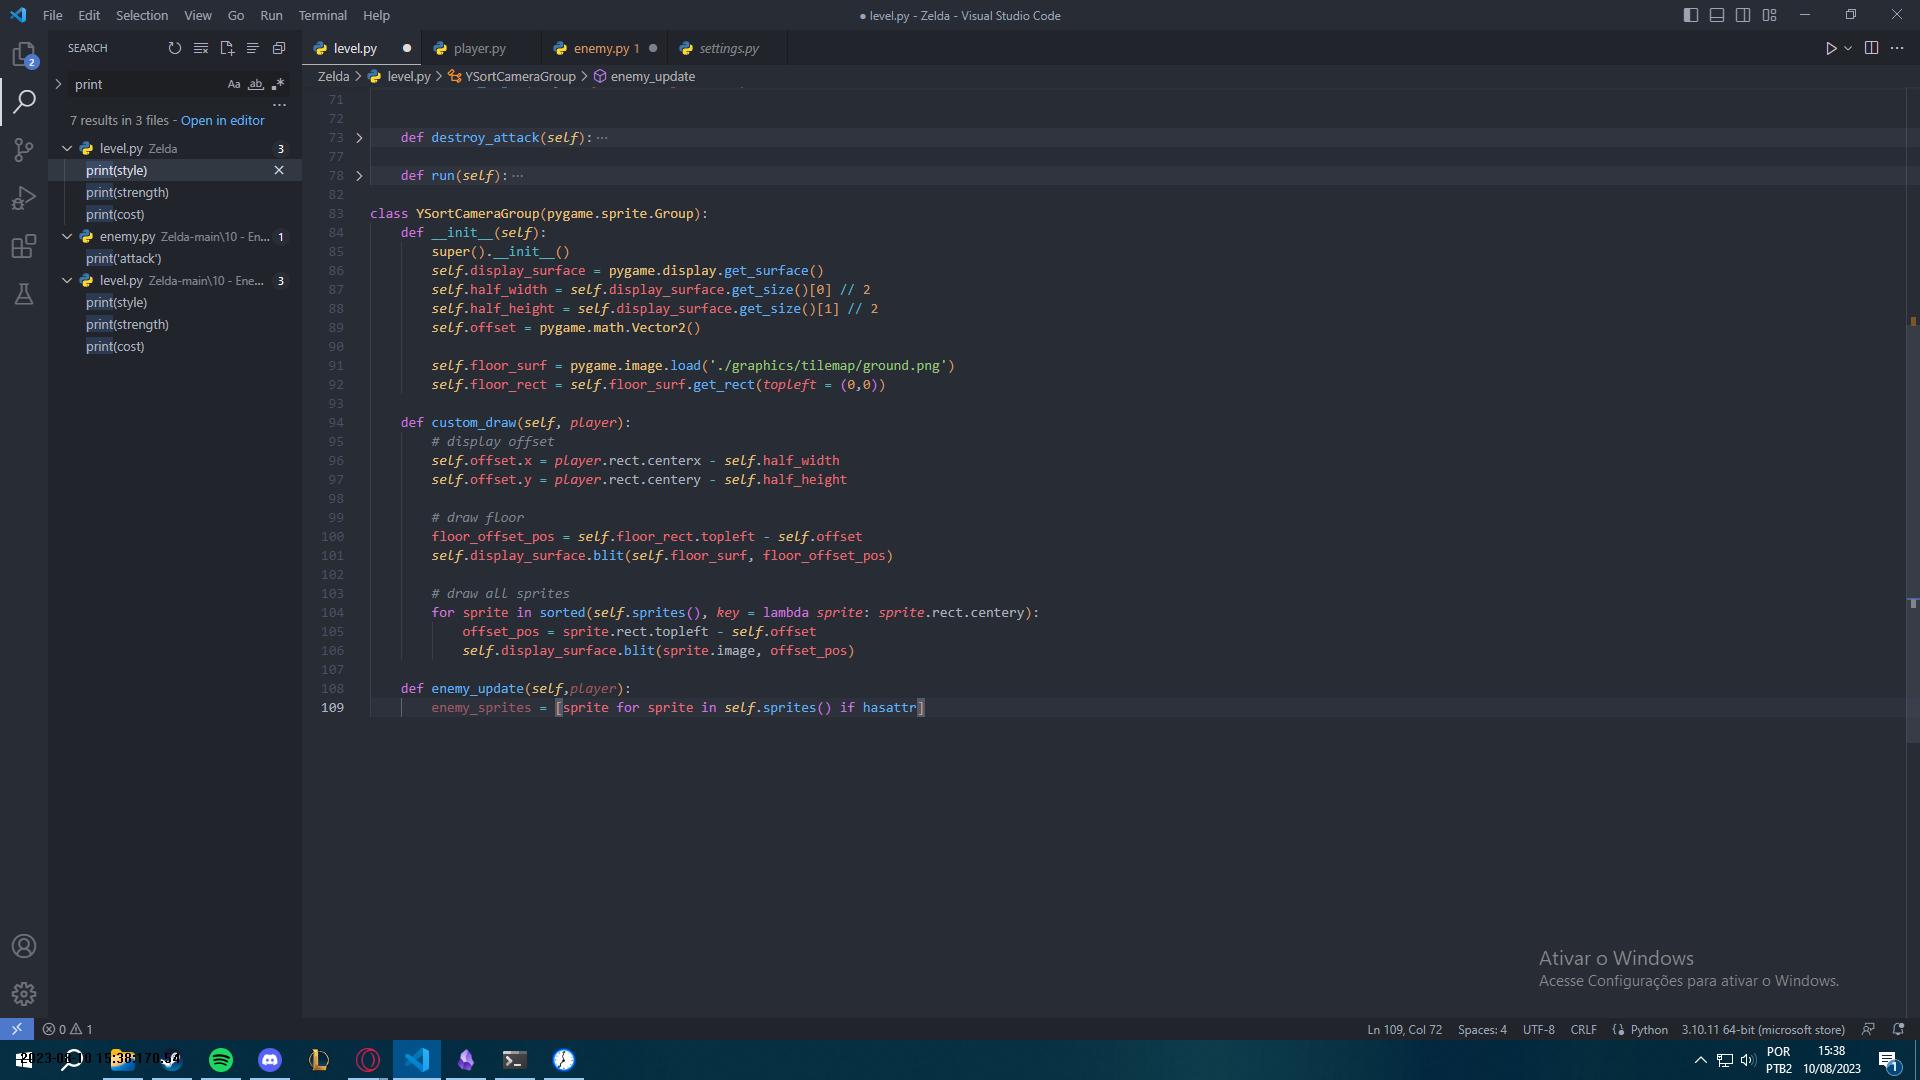 File Edit Selection View Go Run Terminal Help
● level.py - Zelda - Visual Studio Code
SEARCH
level.py
player.py
enemy.py 1
settings.py
Zelda > level.py > YSortCameraGroup > enemy_update
2
print
Aa ab
7 results in 3 files - Open in editor
level.py Zelda 3
print(style)
print(strength)
print(cost)
enemy.py Zelda-main\10 - En... 1
print('attack')
level.py Zelda-main\10 - Ene... 3
print(style)
print(strength)
print(cost)
71
72
73 def destroy_attack(self): ...
77
78 def run(self): ...
82
83 class YSortCameraGroup(pygame.sprite.Group):
84 def __init__(self):
85 super().__init__()
86 self.display_surface = pygame.display.get_surface()
87 self.half_width = self.display_surface.get_size()[0] // 2
88 self.half_height = self.display_surface.get_size()[1] // 2
89 self.offset = pygame.math.Vector2()
90
91 self.floor_surf = pygame.image.load('./graphics/tilemap/ground.png')
92 self.floor_rect = self.floor_surf.get_rect(topleft = (0,0))
93
94 def custom_draw(self, player):
95 # display offset
96 self.offset.x = player.rect.centerx - self.half_width
97 self.offset.y = player.rect.centery - self.half_height
98
99 # draw floor
100 floor_offset_pos = self.floor_rect.topleft - self.offset
101 self.display_surface.blit(self.floor_surf, floor_offset_pos)
102
103 # draw all sprites
104 for sprite in sorted(self.sprites(), key = lambda sprite: sprite.rect.centery):
105 offset_pos = sprite.rect.topleft - self.offset
106 self.display_surface.blit(sprite.image, offset_pos)
107
108 def enemy_update(self,player):
109 enemy_sprites = [sprite for sprite in self.sprites() if hasattr]
Ativar o Windows
Acesse Configurações para ativar o Windows.
0 1
Ln 109, Col 72 Spaces: 4 UTF-8 CRLF Python 3.10.11 64-bit (microsoft store)
POR
PTB2
15:38
10/08/2023
1